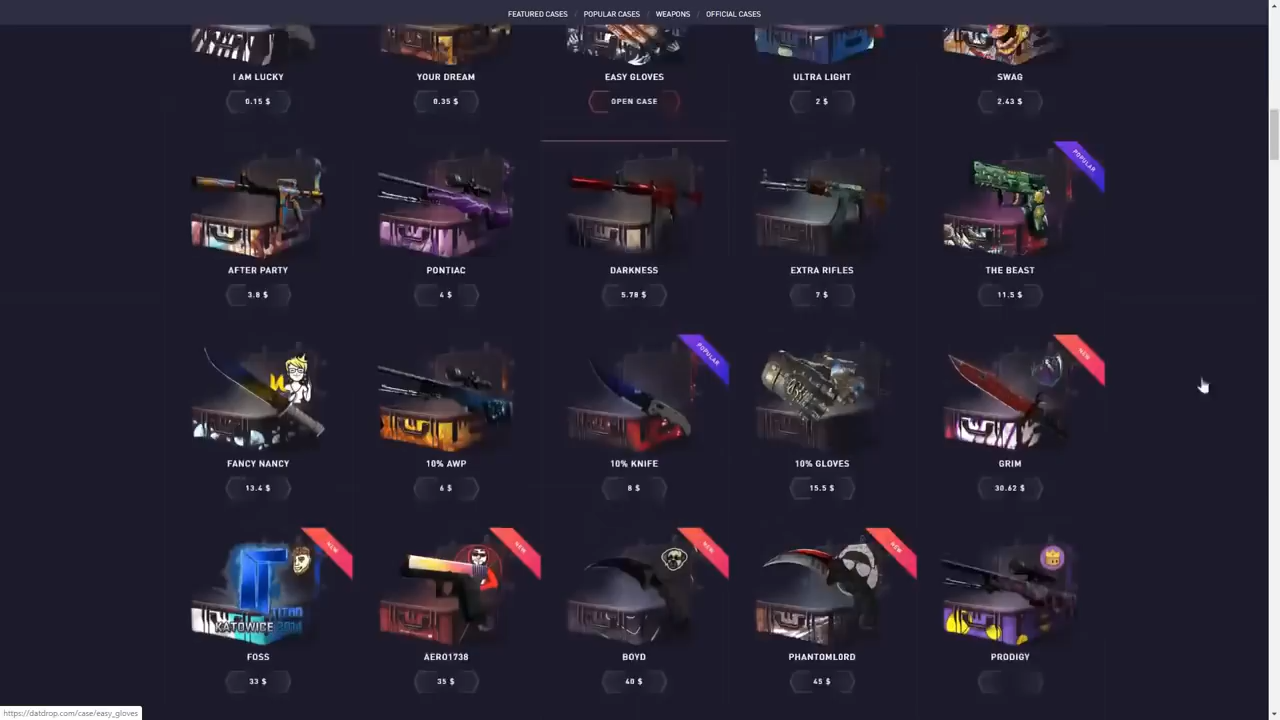 FEATURED CASES / POPULAR CASES / WEAPONS / OFFICIAL CASES
I AM LUCKY
YOUR DREAM
EASY GLOVES
ULTRA LIGHT
SWAG
0.15 $
0.35 $
OPEN CASE
2 $
2.43 $
POPULAR
AFTER PARTY
PONTIAC
DARKNESS
EXTRA RIFLES
THE BEAST
3.8 $
4 $
5.78 $
7 $
11.5 $
POPULAR
NEW
FANCY NANCY
10% AWP
10% KNIFE
10% GLOVES
GRIM
13.4 $
6 $
8 $
15.5 $
30.62 $
NEW
NEW
NEW
NEW
TITAN
KATOWICE 2014
FOSS
AERO1738
BOYD
PHANTOML0RD
PRODIGY
33 $
35 $
40 $
45 $
https://datdrop.com/case/easy_gloves